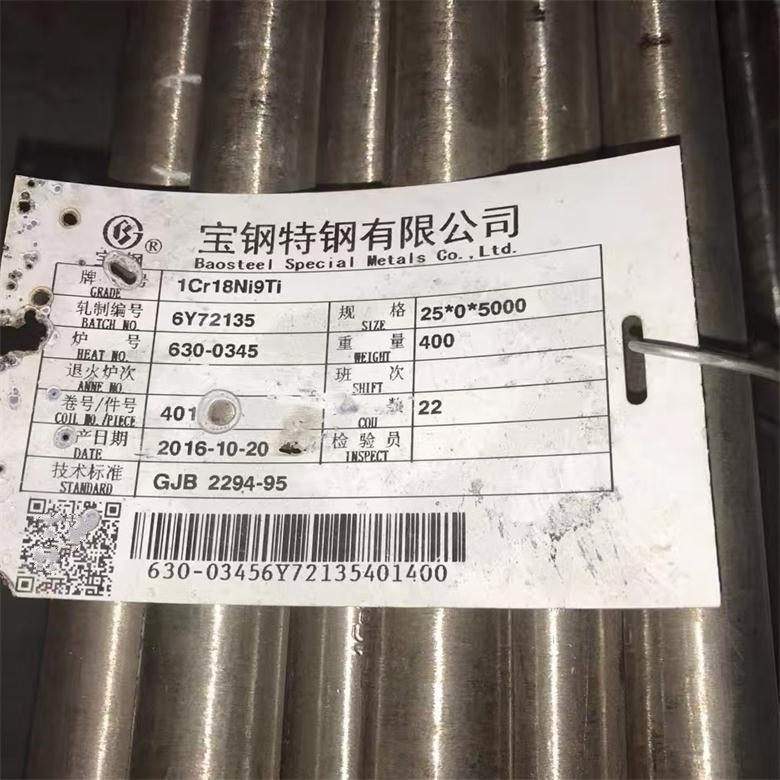 宝钢特钢有限公司
®
Baosteel Special Metals Co.,Ltd.
牌 号 1Cr18Ni9Ti
GRADE
轧制编号 6Y72135 规 格 25*0*5000
BATCH NO SIZE
炉 号 630-0345 重 量 400
HEAT NO. WEIGHT
退火炉次 班 次
ANNE NO. SHIFT
卷号/件号 401 数 22
COIL NO./PIECE COU
产日期 2016-10-20 检 验 员
DATE INSPECT
技术标准 GJB 2294-95
STANDARD
630-03456Y72135401400